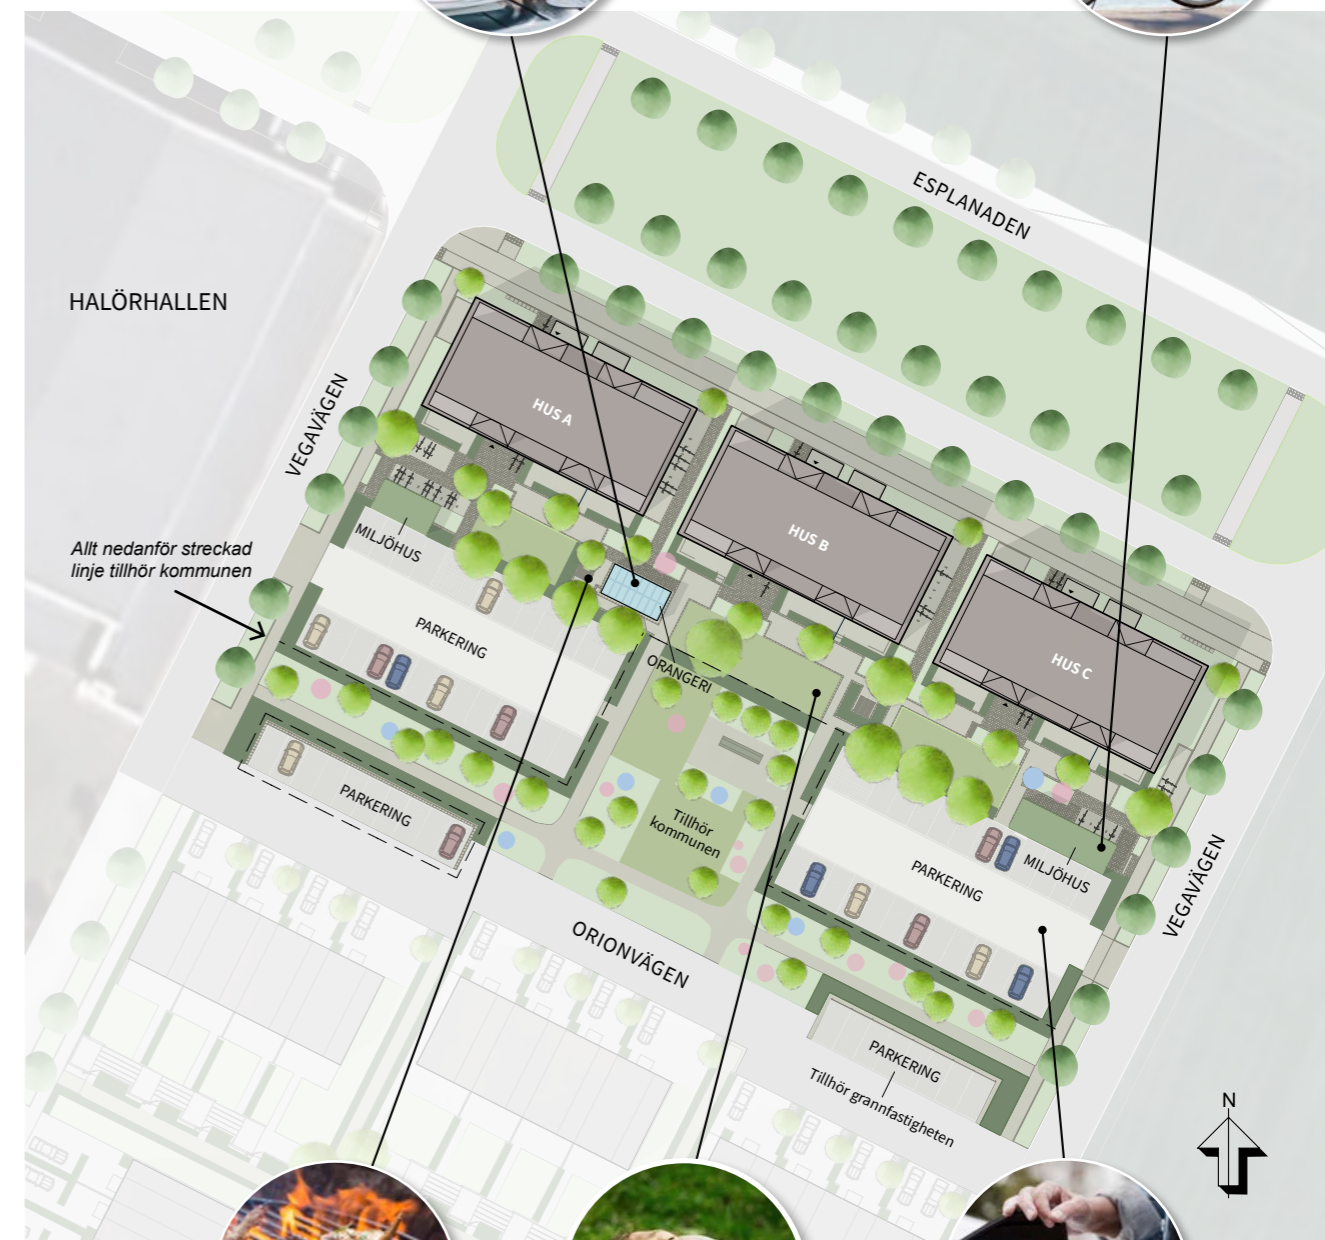 ESPLANADEN
HALÖRHALLEN
VEGAVÄGEN
HUS A
HUS B
HUS C
MILJÖHUS
Allt nedanför streckad
linje tillhör kommunen
PARKERING
ORANGERI
PARKERING
Tillhör
kommunen
PARKERING
MILJÖHUS
VEGAVÄGEN
ORIONVÄGEN
PARKERING
Tillhör grannfastigheten
N